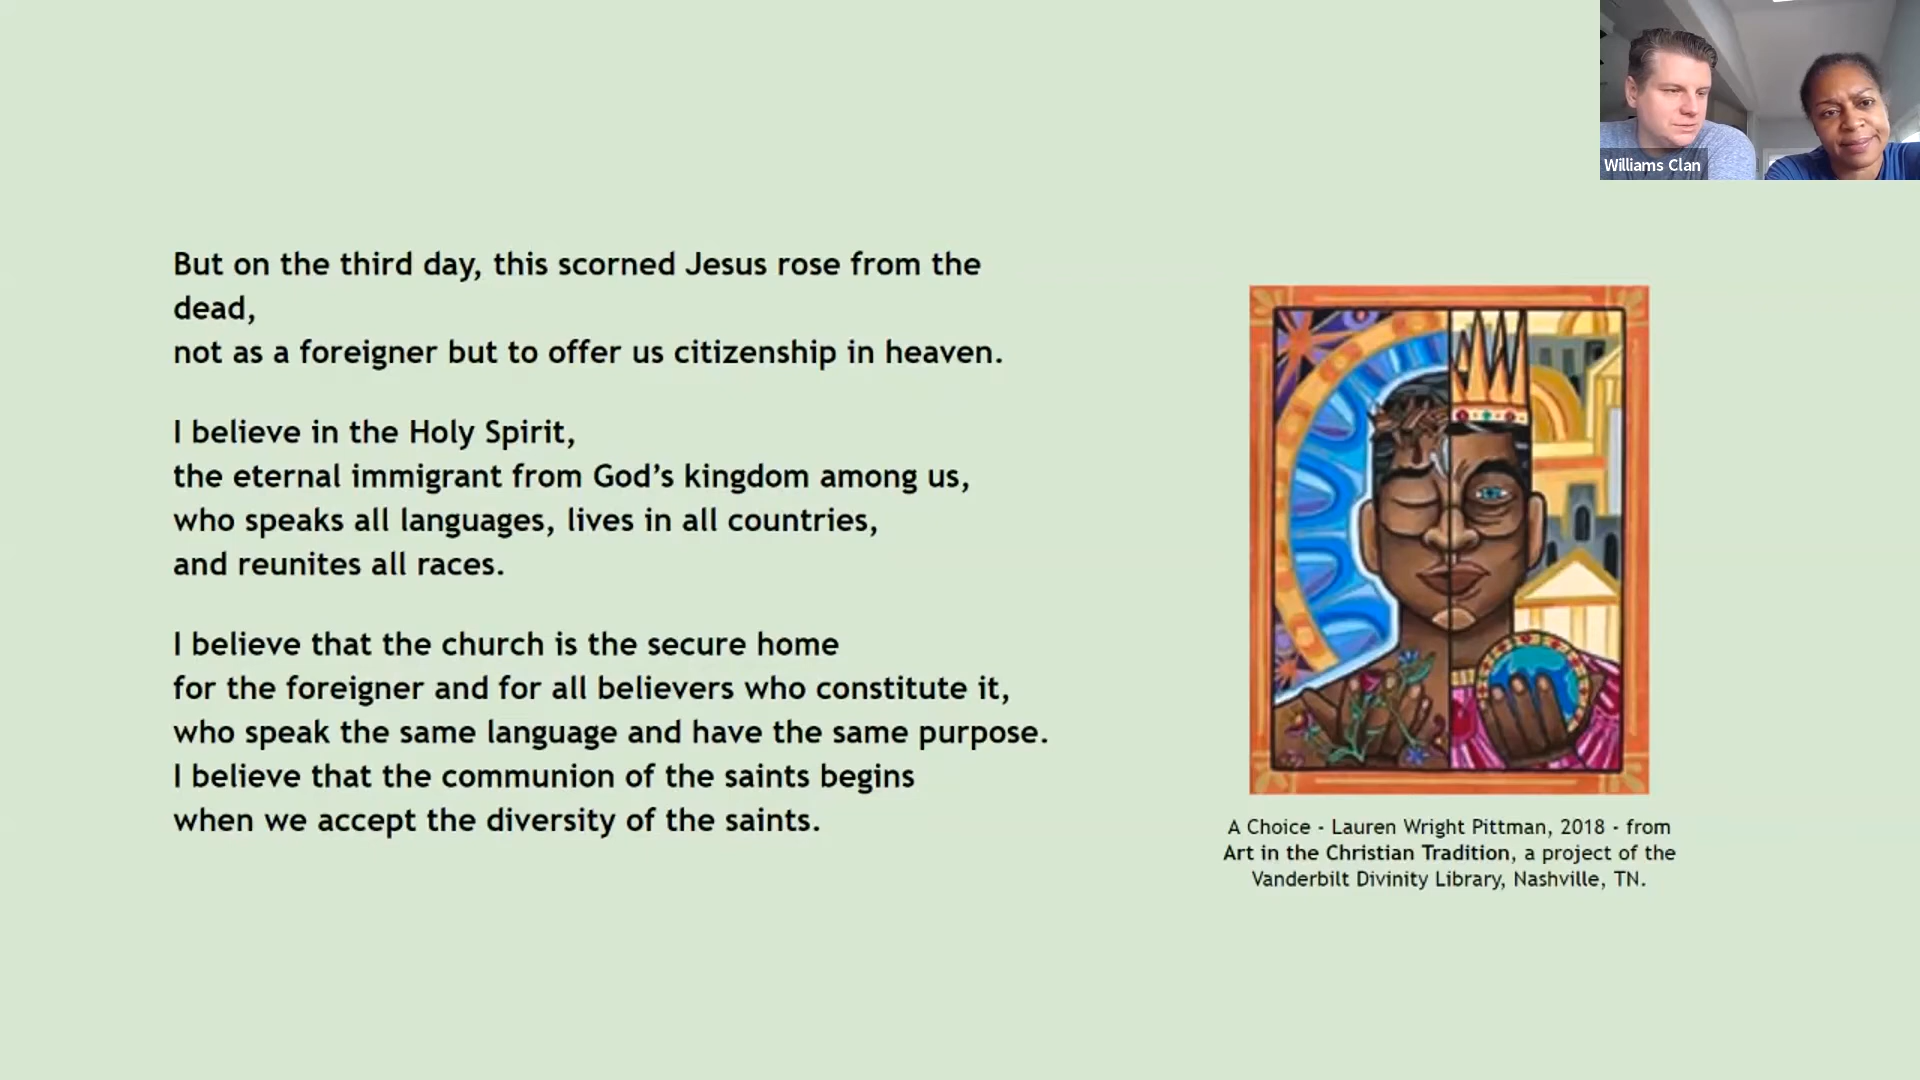 Williams Clan
But on the third day, this scorned Jesus rose from the
dead,
not as a foreigner but to offer us citizenship in heaven.
I believe in the Holy Spirit,
the eternal immigrant from God’s kingdom among us,
who speaks all languages, lives in all countries,
and reunites all races.
I believe that the church is the secure home
for the foreigner and for all believers who constitute it,
who speak the same language and have the same purpose.
I believe that the communion of the saints begins
when we accept the diversity of the saints.
A Choice - Lauren Wright Pittman, 2018 - from
Art in the Christian Tradition, a project of the
Vanderbilt Divinity Library, Nashville, TN.